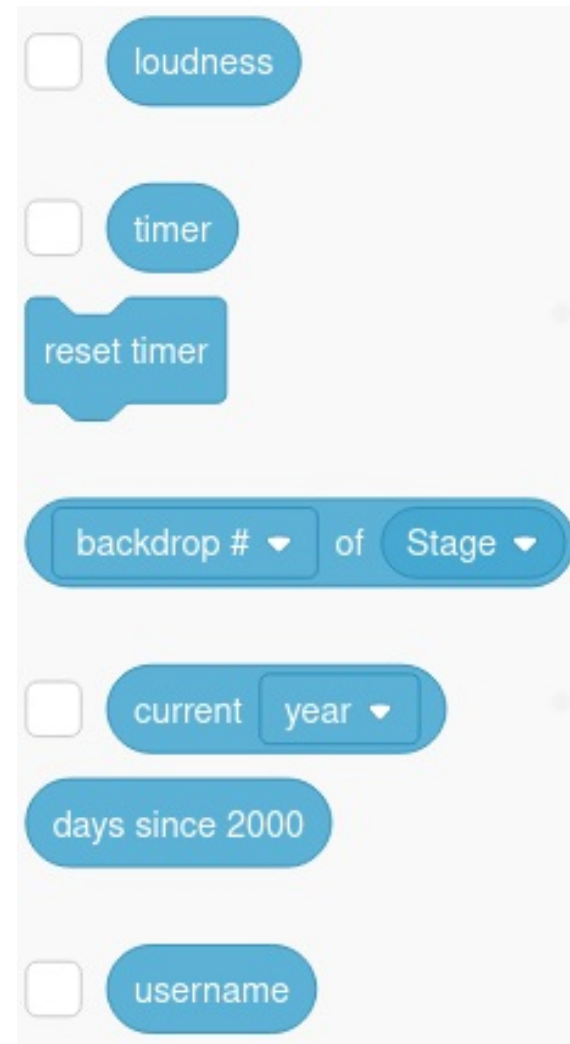 loudness
timer
reset timer
backdrop # of Stage
current year
days since 2000
username